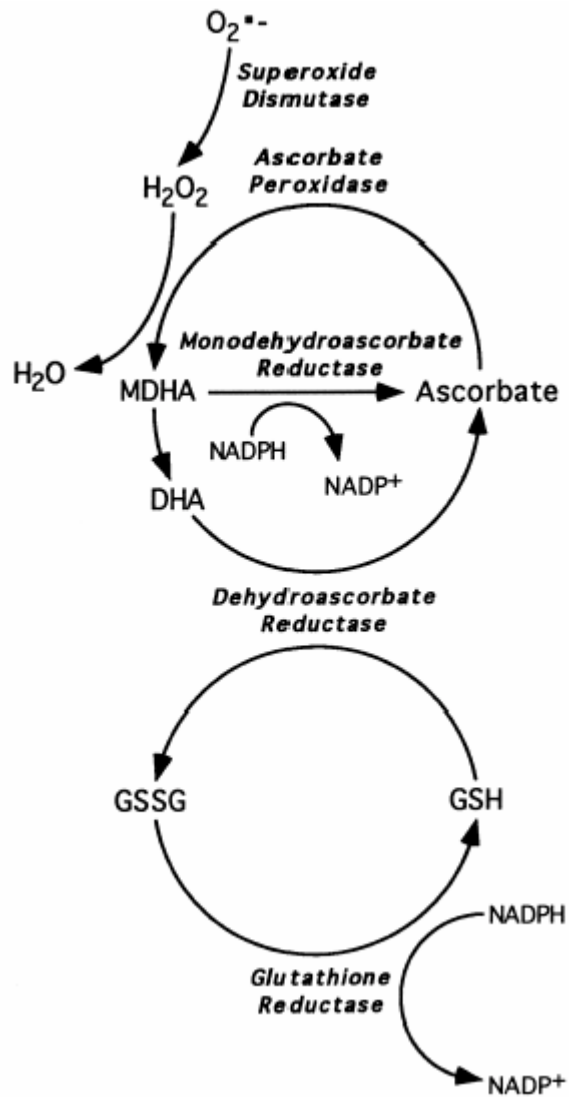 O₂•-
Superoxide
Dismutase
Ascorbate
Peroxidase
H₂O₂
Monodehydroascorbate
Reductase
H₂O
MDHA
Ascorbate
NADPH
NADP+
DHA
Dehydroascorbate
Reductase
GSSG
GSH
NADPH
Glutathione
Reductase
NADP+